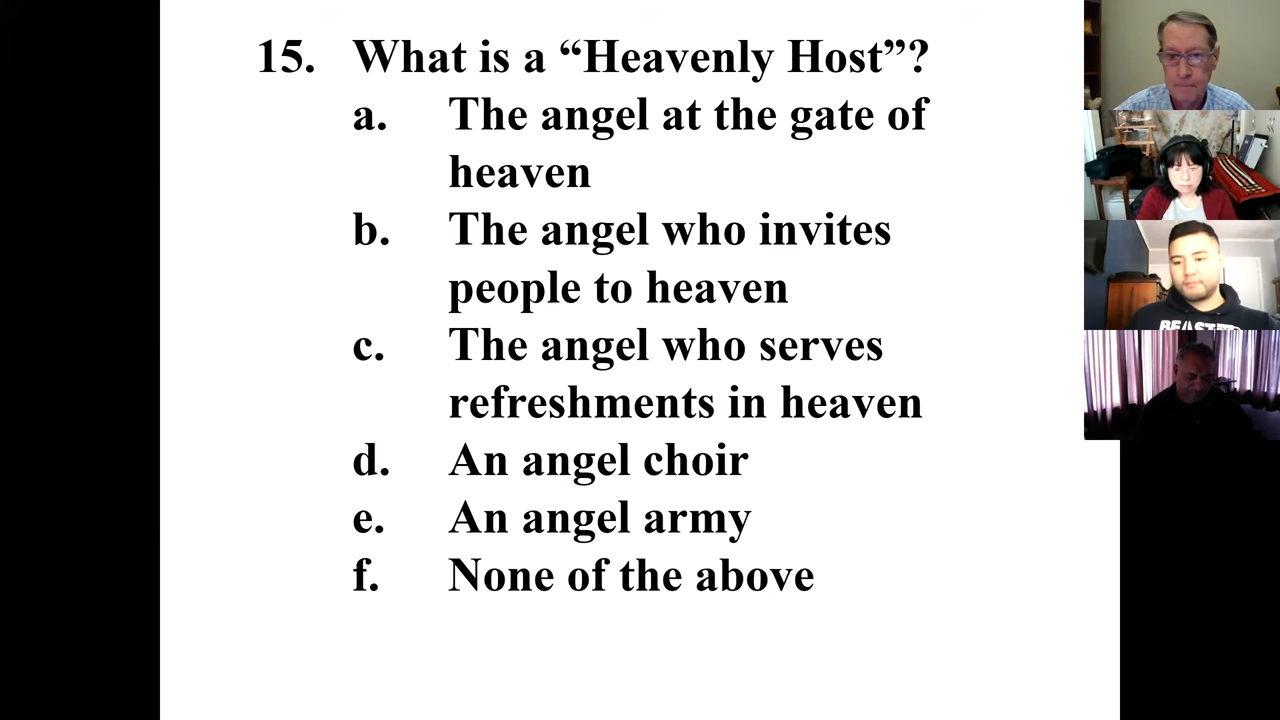 15. What is a “Heavenly Host”?
a. The angel at the gate of
heaven
b. The angel who invites
people to heaven
c. The angel who serves
refreshments in heaven
d. An angel choir
e. An angel army
f. None of the above